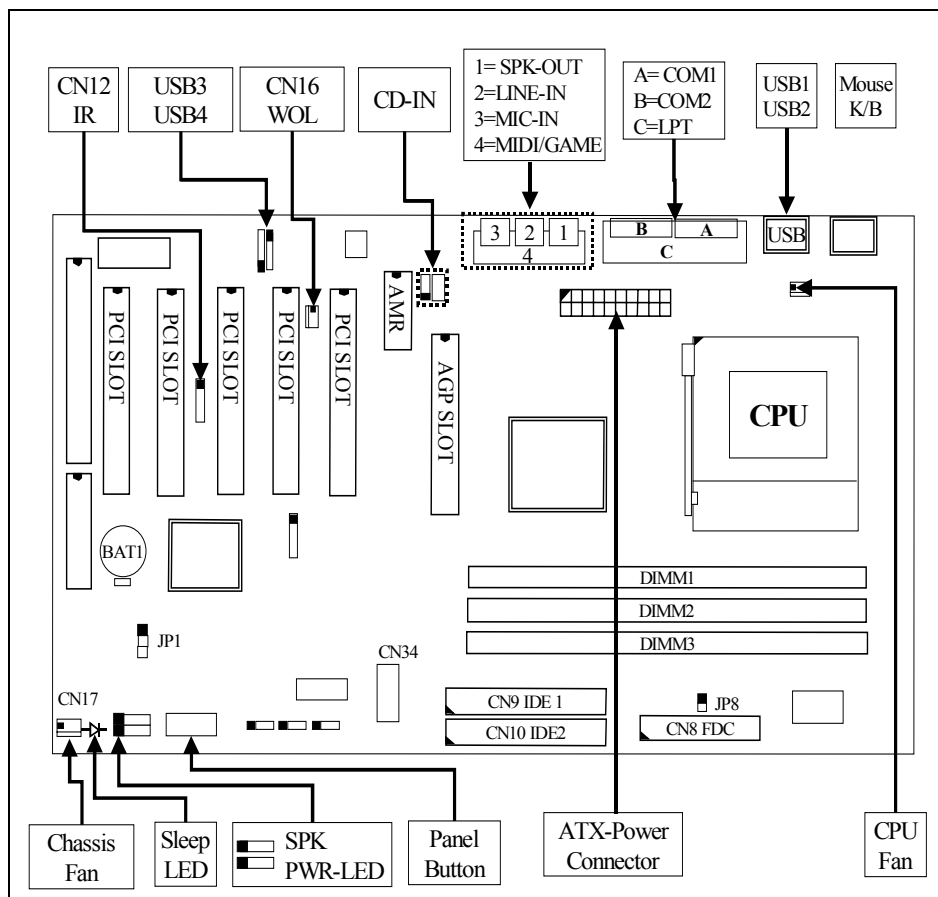 CN12
IR
USB3
USB4
CN16
WOL
CD-IN
1= SPK-OUT
2=LINE-IN
3=MIC-IN
4=MIDI/GAME
A= COM1
B=COM2
C=LPT
USB1
USB2
Mouse
K/B
3
2
1
4
B
A
C
USB
PCI SLOT
PCI SLOT
PCI SLOT
PCI SLOT
PCI SLOT
AMR
AGP SLOT
CPU
BAT1
DIMM1
DIMM2
DIMM3
JP1
CN34
CN17
CN9 IDE 1
CN10 IDE2
JP8
CN8 FDC
Chassis
Fan
Sleep
LED
SPK
PWR-LED
Panel
Button
ATX-Power
Connector
CPU
Fan